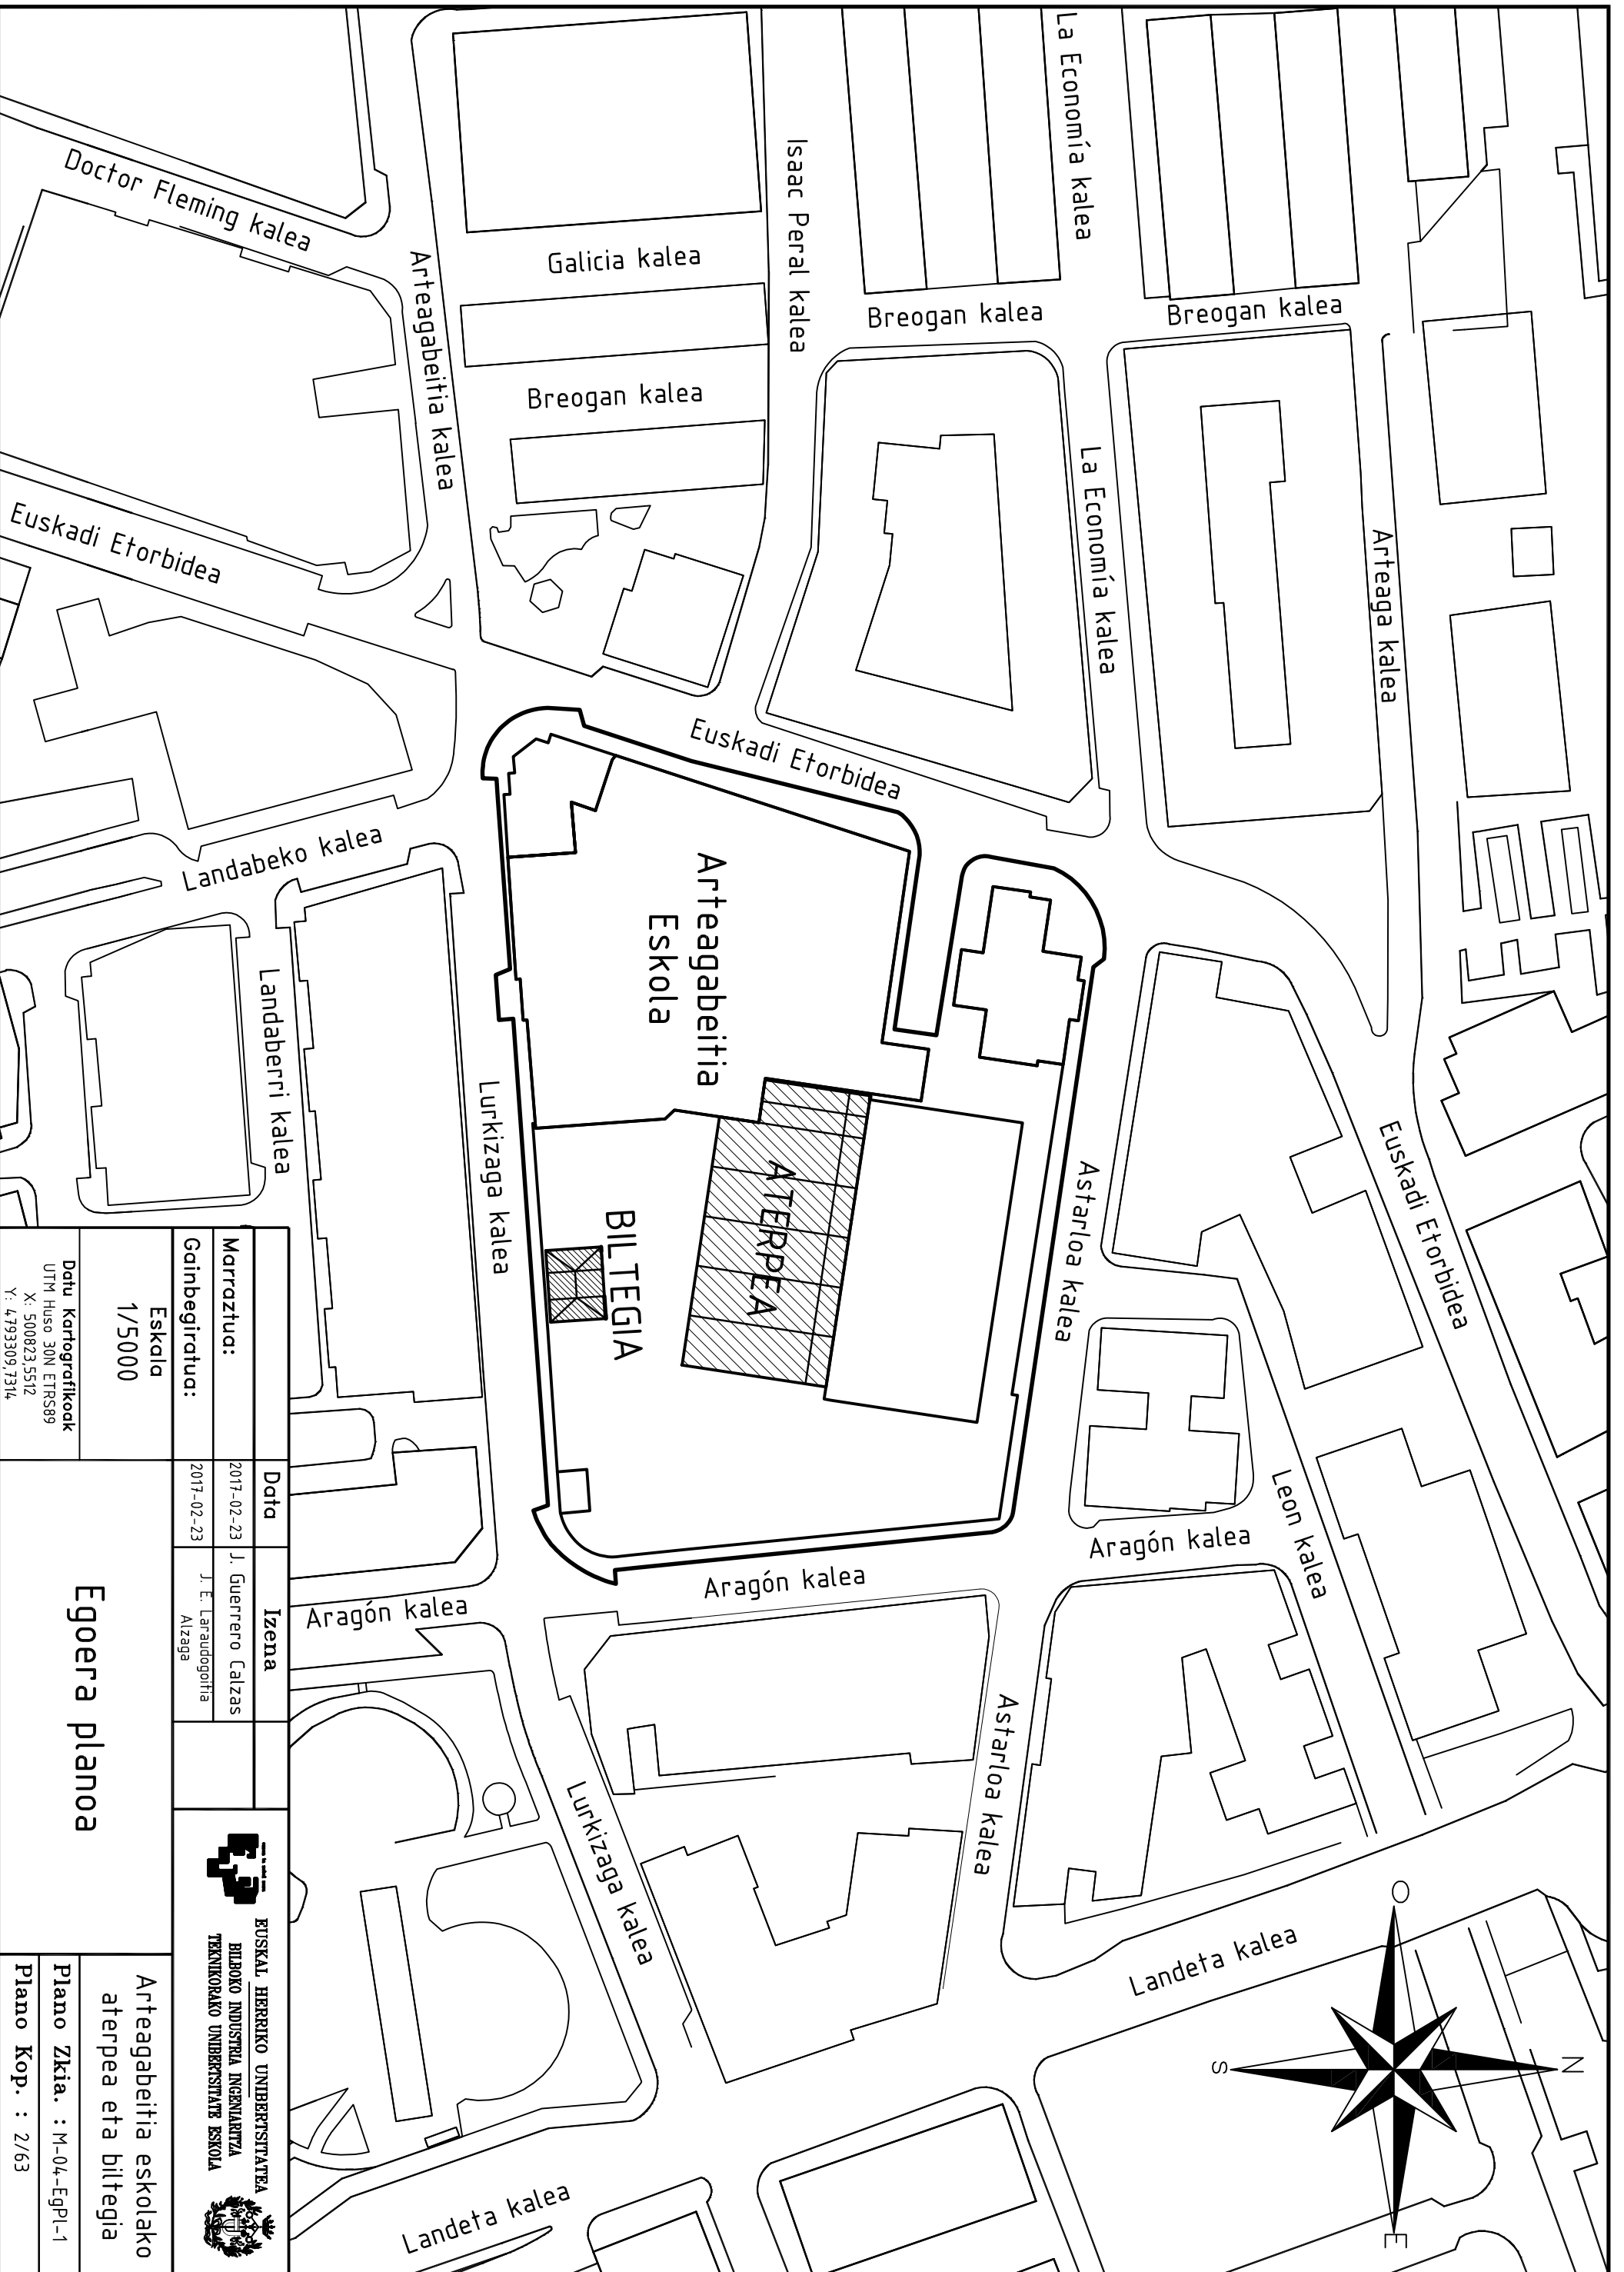 Doctor Fleming kalea
Arteagabeitia kalea
Galicia kalea
Breogan kalea
Isaac Peral kalea
La Economía kalea
Breogan kalea
Breogan kalea
La Economía kalea
Arteaga kalea
Euskadi Etorbidea
Euskadi Etorbidea
Landabeko kalea
Landaberri kalea
Lurkizaga kalea
Arteagabeitia
Eskola
ATERPEA
BILTEGIA
Astarloa kalea
Euskadi Etorbidea
Leon kalea
Aragón kalea
Aragón kalea
Aragón kalea
Astarloa kalea
Lurkizaga kalea
Landeta kalea
Landeta kalea
N
S
E
O
Data
Izena
Marraztua:
2017-02-23
J. Guerrero Calzas
Gainbegiratua:
2017-02-23
J. E. Laraudogoitia
Alzaga
Eskala
1/5000
Datu Kartografikoak
UTM Huso 30N ETRS89
X: 500823,5512
Y: 4793309,7314
Egoera planoa
EUSKAL HERRIKO UNIBERTSITATEA
BILBOKO INDUSTRIA INGENIARITZA
TEKNIKORAKO UNIBERTSITATE ESKOLA
Arteagabeitia eskolako
aterpea eta biltegia
Plano Zkia. : M-04-EgPl-1
Plano Kop. : 2/63